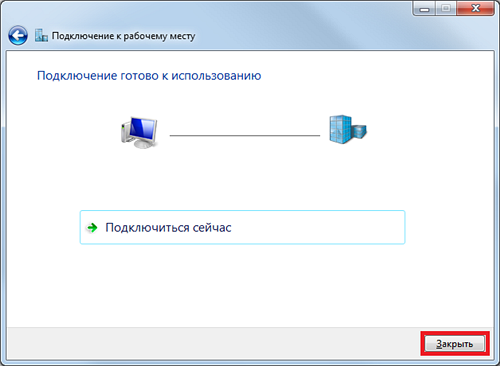 Подключение к рабочему месту
Подключение готово к использованию
Подключиться сейчас
Закрыть